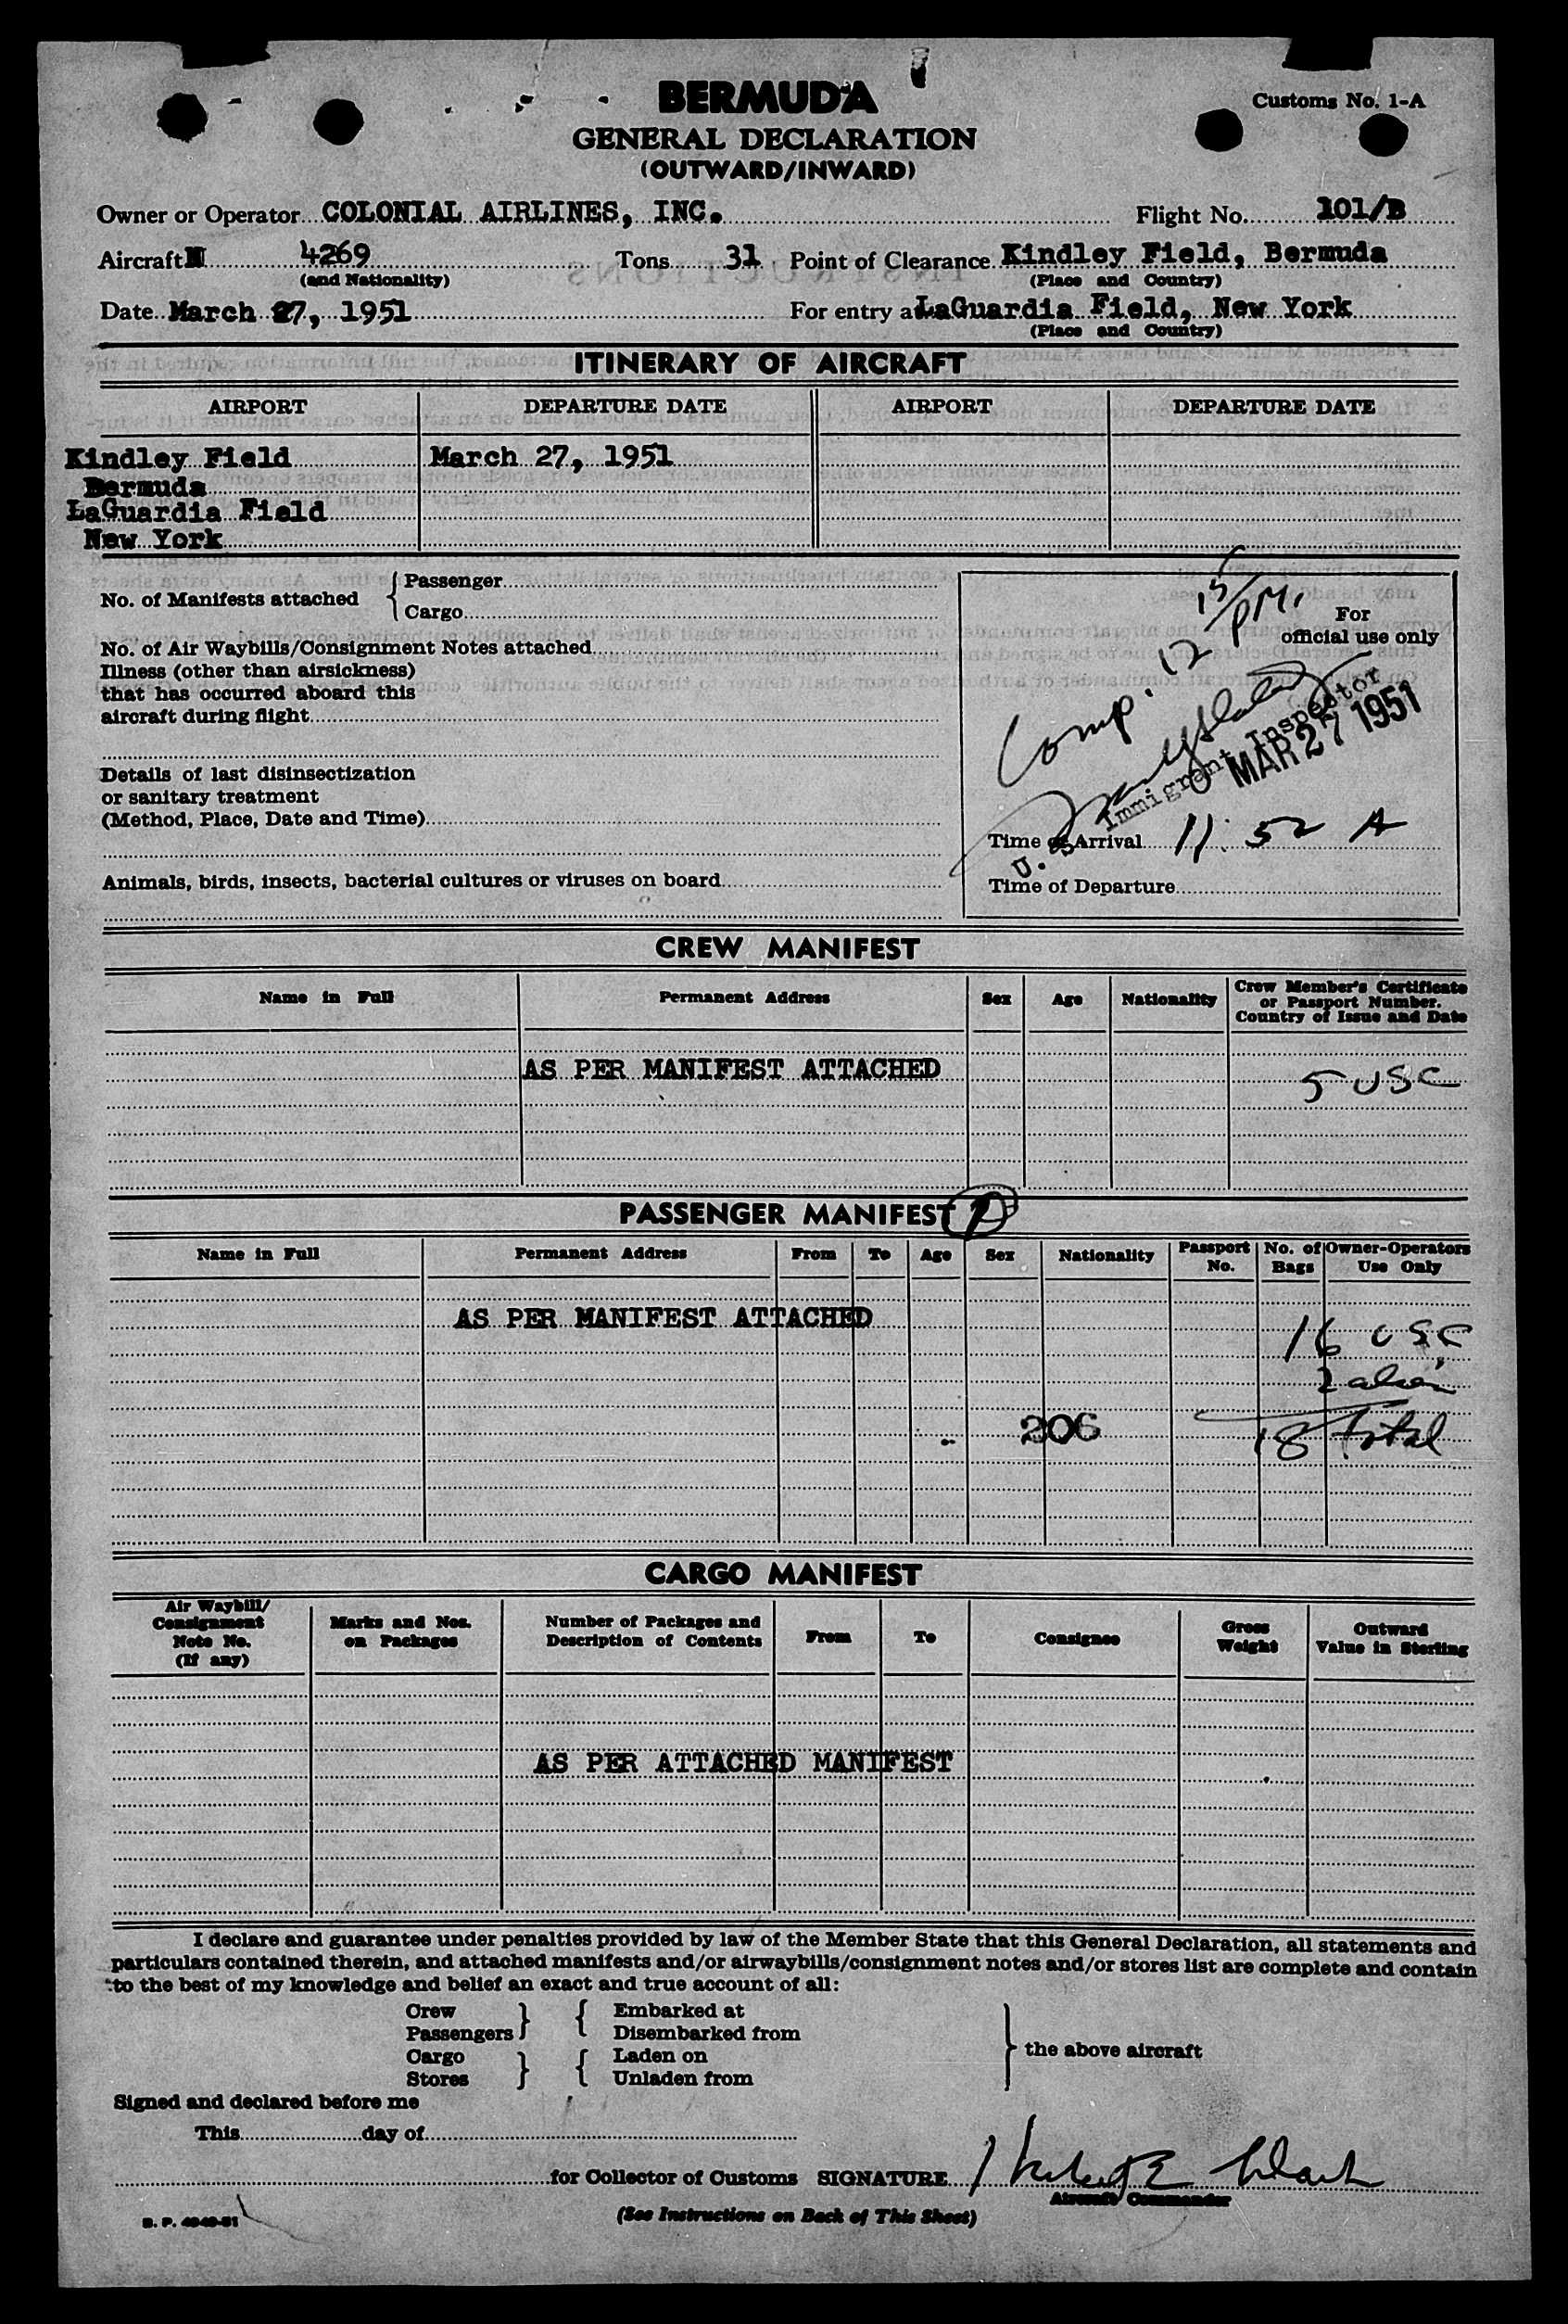 BERMUDA
Customs No. 1-A
GENERAL DECLARATION
(OUTWARD/INWARD)
Owner or Operator COLONIAL AIRLINES, INC. Flight No. 101/B
Aircraft N 4269 Tons 31 Point of Clearance Kindley Field, Bermuda
(and Nationality) (Place and Country)
Date March 27, 1951 For entry at LaGuardia Field, New York
(Place and Country)
ITINERARY OF AIRCRAFT
AIRPORT DEPARTURE DATE AIRPORT DEPARTURE DATE
Kindley Field March 27, 1951
Bermuda
LaGuardia Field
New York
No. of Manifests attached { Passenger
Cargo
No. of Air Waybills/Consignment Notes attached
Illness (other than airsickness)
that has occurred aboard this
aircraft during flight
Details of last disinsectization
or sanitary treatment
(Method, Place, Date and Time)
Animals, birds, insects, bacterial cultures or viruses on board
For
official use only
Comp. 12 15/PM.
U. S. Immigrant Inspector
MAR 27 1951
Time of Arrival 11:52 A
Time of Departure
CREW MANIFEST
Name in Full Permanent Address Sex Age Nationality Crew Member's Certificate
or Passport Number.
Country of Issue and Date
AS PER MANIFEST ATTACHED
5 USC
PASSENGER MANIFEST
Name in Full Permanent Address From To Age Sex Nationality Passport No. No. of Bags Owner-Operators Use Only
AS PER MANIFEST ATTACHED
16 USC
2 alien
206 18 Total
CARGO MANIFEST
Air Waybill/
Consignment
Note No.
(If any)
Marks and Nos.
on Packages
Number of Packages and
Description of Contents
From To Consignee
Gross
Weight
Outward
Value in Sterling
AS PER ATTACHED MANIFEST
I declare and guarantee under penalties provided by law of the Member State that this General Declaration, all statements and
particulars contained therein, and attached manifests and/or airwaybills/consignment notes and/or stores list are complete and contain
to the best of my knowledge and belief an exact and true account of all:
Crew } { Embarked at
Passengers Disembarked from
Cargo } { Laden on
Stores Unladen from
} the above aircraft
Signed and declared before me
This day of
for Collector of Customs SIGNATURE
Aircraft Commander
(See Instructions on Back of This Sheet)